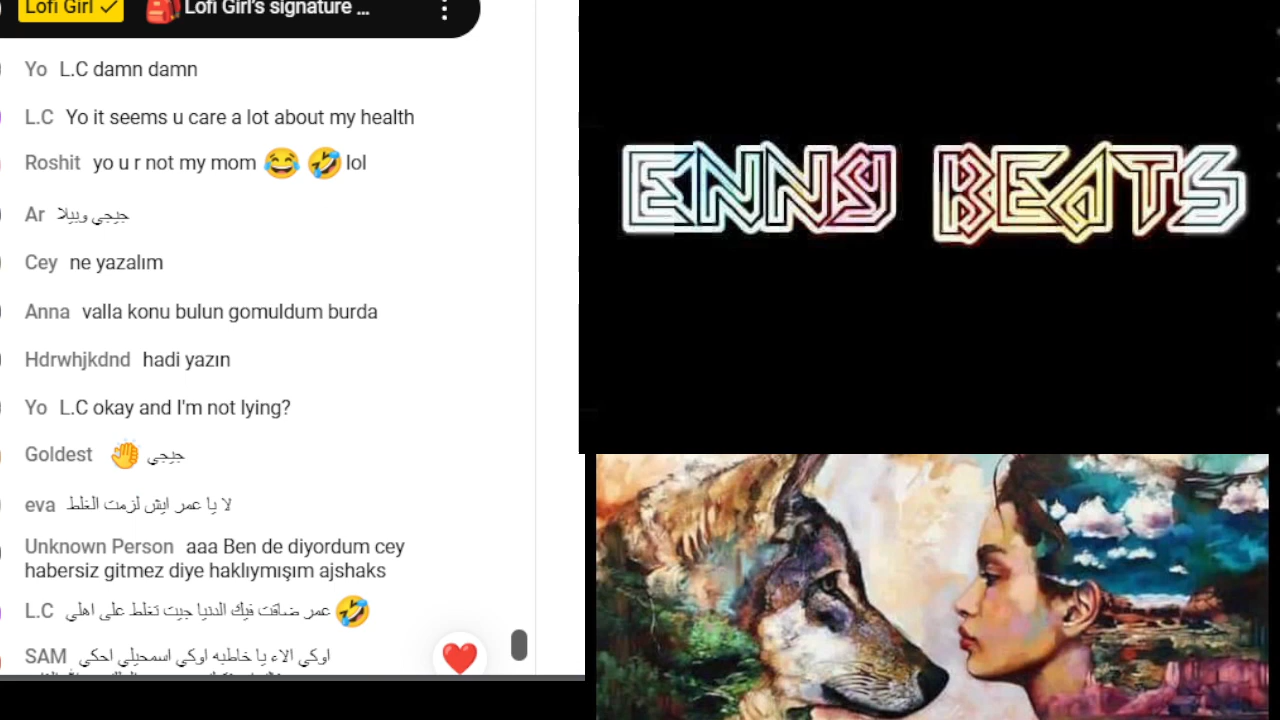 Lofi Girl Lofi Girl's signature ...
Yo L.C damn damn
L.C Yo it seems u care a lot about my health
Roshit yo u r not my mom 😂 🤣 lol
Ar جيجي وبيلا
Cey ne yazalım
Anna valla konu bulun gomuldum burda
Hdrwhjkdnd hadi yazın
Yo L.C okay and I'm not lying?
Goldest 👏 جيجي
eva لا يا عمر ايش لزمت الغلط
Unknown Person aaa Ben de diyordum cey
habersiz gitmez diye haklıymışım ajshaks
L.C عمر ضاقت فيك الدنيا جيت تغلط على اهلي 🤣
SAM اوكي الاء يا خاطبه اوكي اسمحيلي احكي
ENNY BEATS